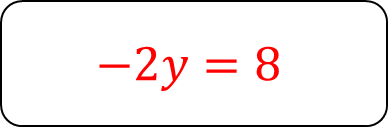 −2y = 8